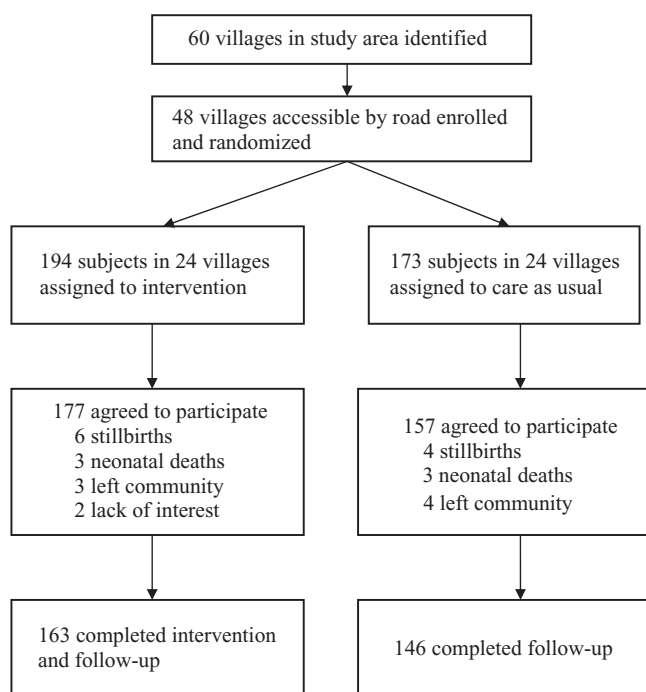 60 villages in study area identified
48 villages accessible by road enrolled
and randomized
194 subjects in 24 villages
assigned to intervention
173 subjects in 24 villages
assigned to care as usual
177 agreed to participate
6 stillbirths
3 neonatal deaths
3 left community
2 lack of interest
157 agreed to participate
4 stillbirths
3 neonatal deaths
4 left community
163 completed intervention
and follow-up
146 completed follow-up